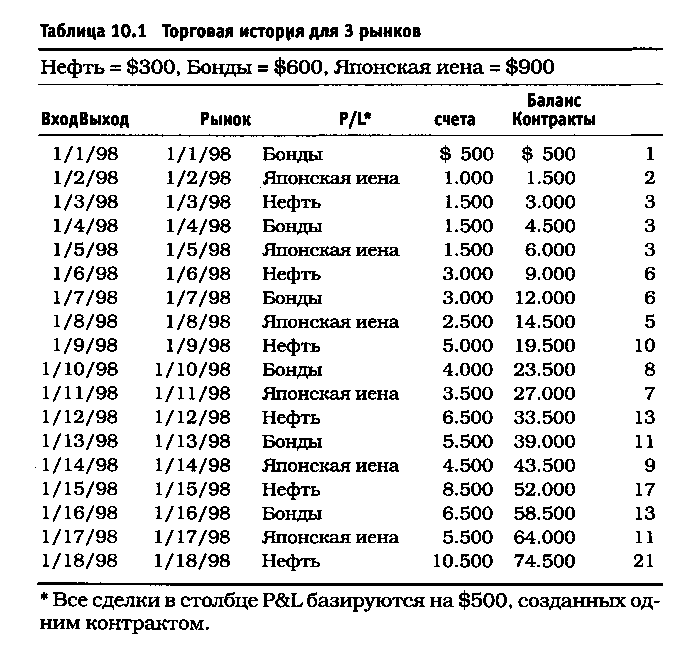 Таблица 10.1 Торговая история для 3 рынков
Нефть = $300, Бонды = $600, Японская иена = $900
Баланс
ВходВыход Рынок P/L* счета Контракты
1/1/98 1/1/98 Бонды $ 500 $ 500 1
1/2/98 1/2/98 Японская иена 1.000 1.500 2
1/3/98 1/3/98 Нефть 1.500 3.000 3
1/4/98 1/4/98 Бонды 1.500 4.500 3
1/5/98 1/5/98 Японская иена 1.500 6.000 3
1/6/98 1/6/98 Нефть 3.000 9.000 6
1/7/98 1/7/98 Бонды 3.000 12.000 6
1/8/98 1/8/98 Японская иена 2.500 14.500 5
1/9/98 1/9/98 Нефть 5.000 19.500 10
1/10/98 1/10/98 Бонды 4.000 23.500 8
1/11/98 1/11/98 Японская иена 3.500 27.000 7
1/12/98 1/12/98 Нефть 6.500 33.500 13
1/13/98 1/13/98 Бонды 5.500 39.000 11
1/14/98 1/14/98 Японская иена 4.500 43.500 9
1/15/98 1/15/98 Нефть 8.500 52.000 17
1/16/98 1/16/98 Бонды 6.500 58.500 13
1/17/98 1/17/98 Японская иена 5.500 64.000 11
1/18/98 1/18/98 Нефть 10.500 74.500 21
* Все сделки в столбце P&L базируются на $500, созданных од-
ним контрактом.